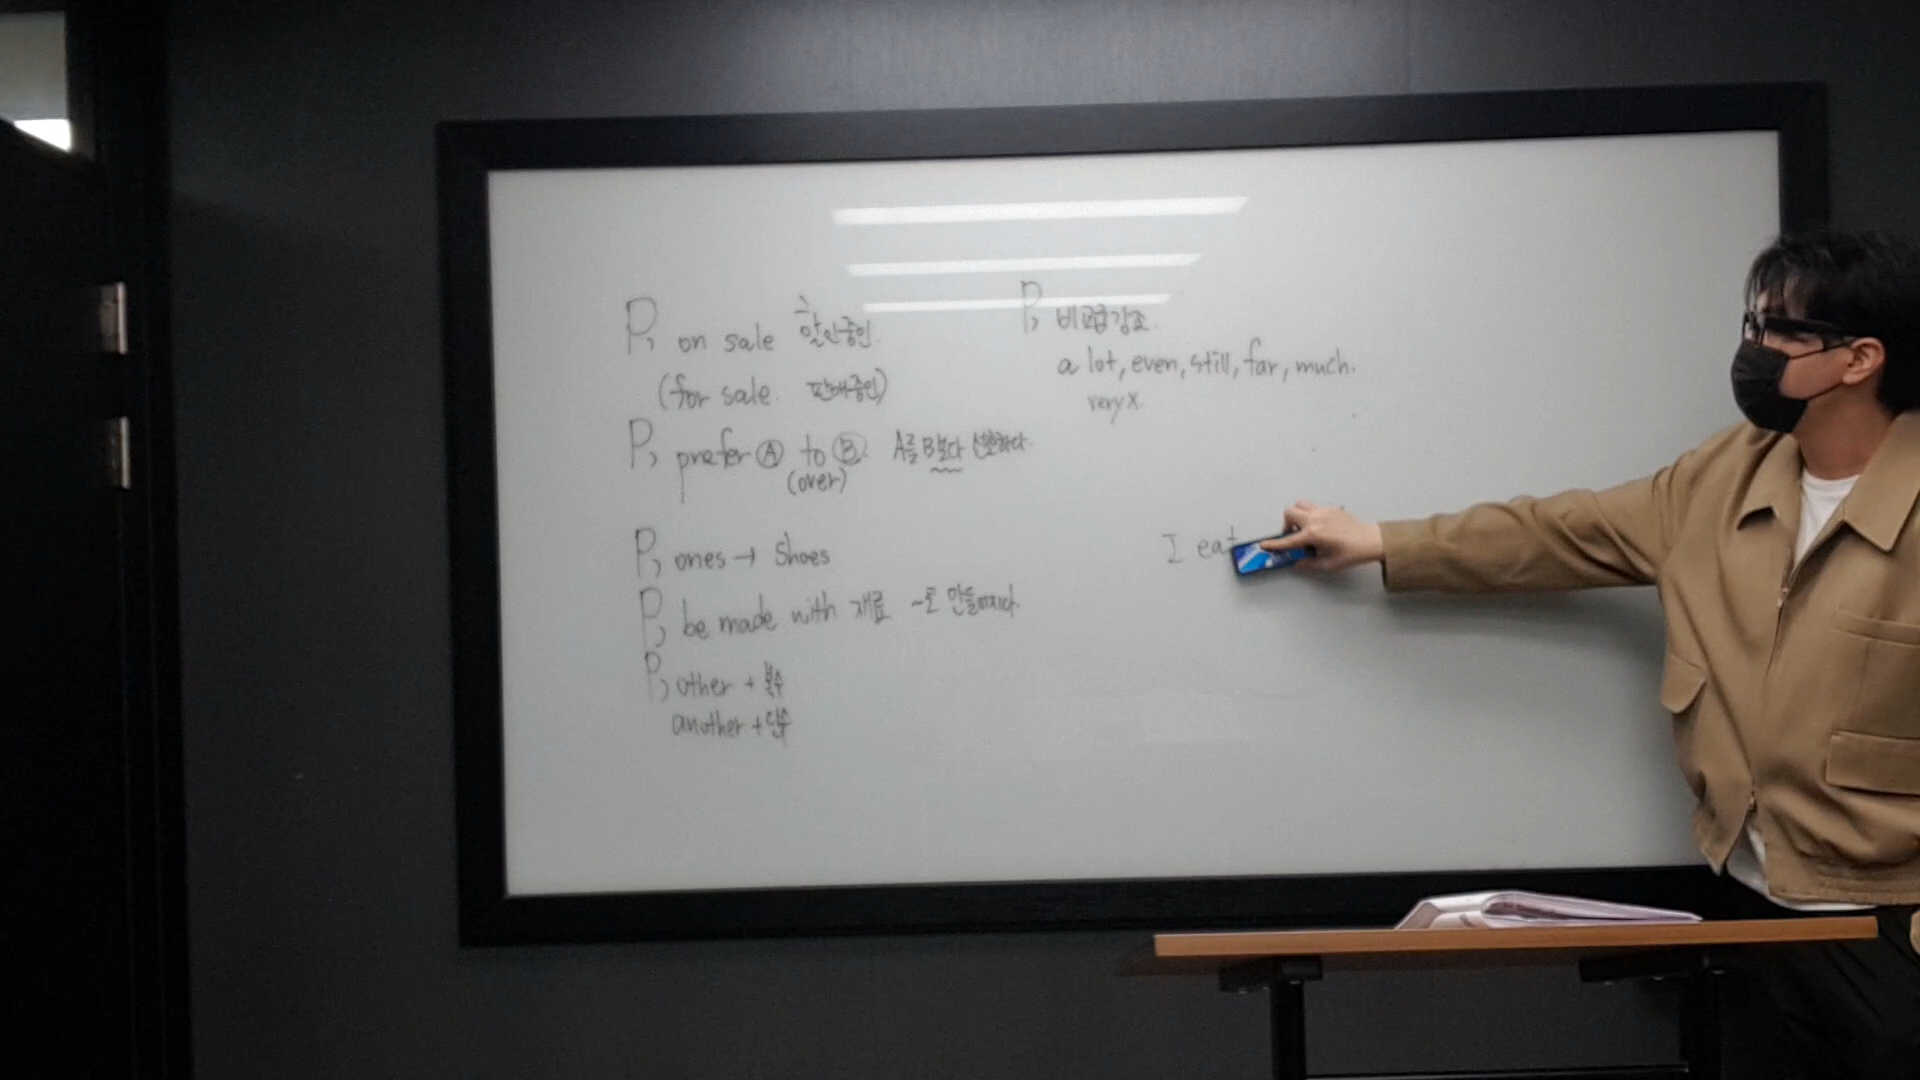 P, on sale 할인중인.
(for sale. 판매중인)
P, prefer Ⓐ to Ⓑ. A를 B보다 선호하다.
(over)
P, ones → shoes
P, be made with 재료 ~로 만들어지다.
P, other + 복수
another + 단수
P, 비교급강조.
a lot, even, still, far, much.
very X.
I eat